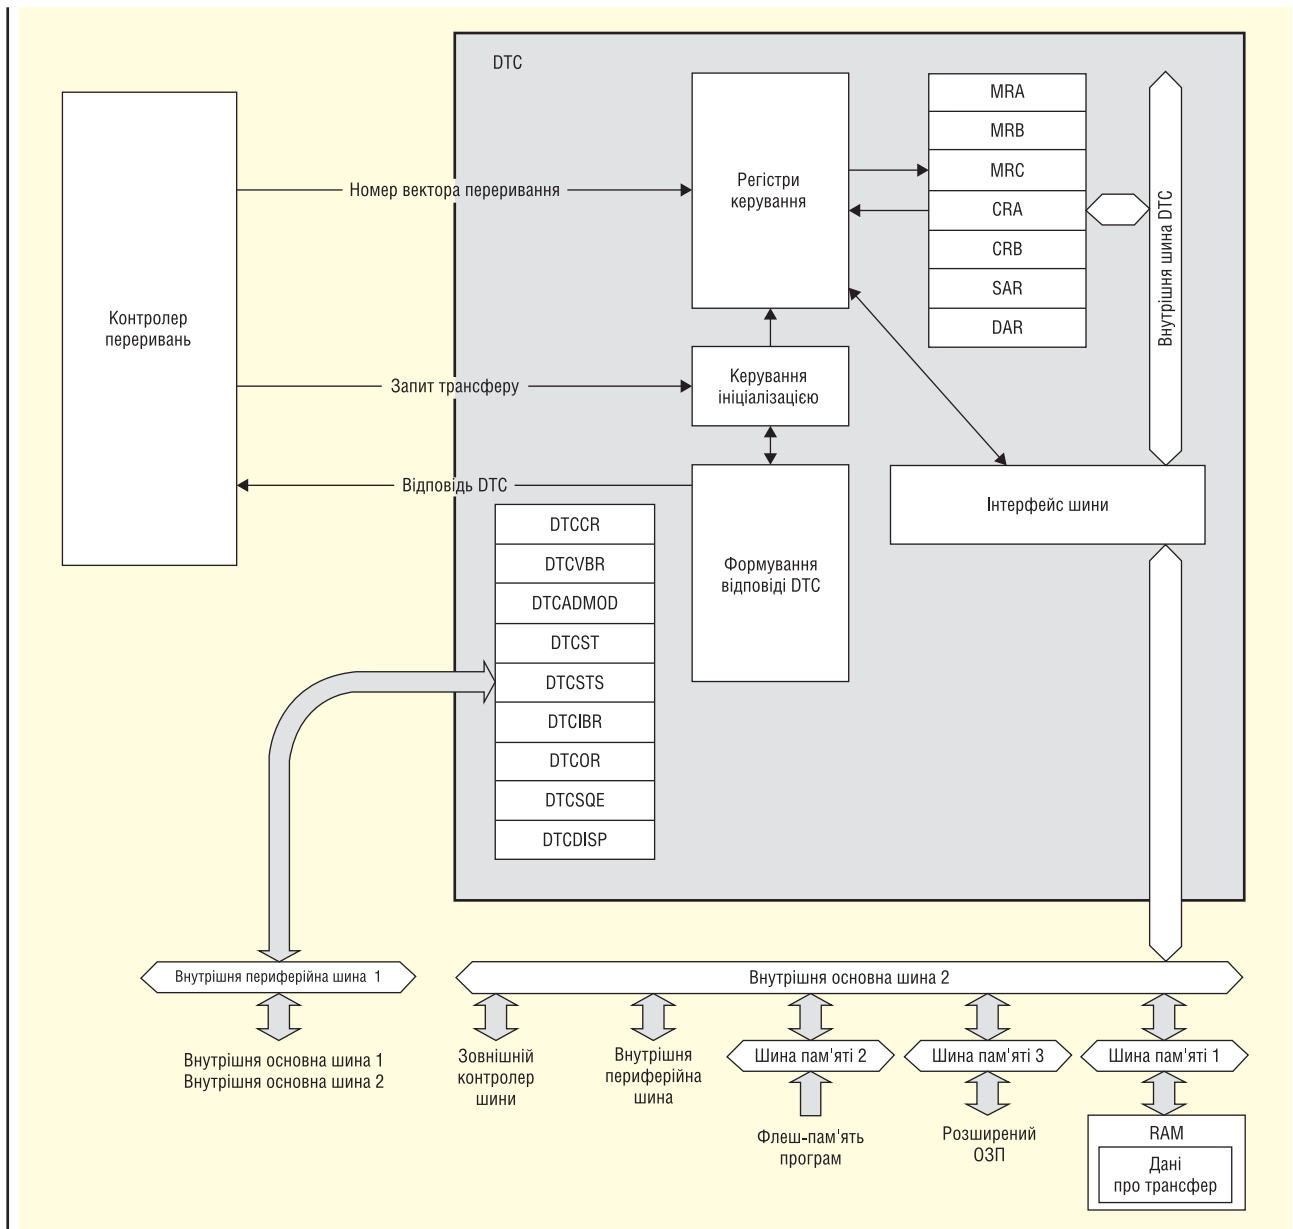 DTC
Контролер
переривань
Номер вектора переривання
Запит трансферу
Відповідь DTC
Регістри
керування
Керування
ініціалізацією
Формування
відповіді DTC
MRA
MRB
MRC
CRA
CRB
SAR
DAR
Внутрішня шина DTC
Інтерфейс шини
DTCCR
DTCVBR
DTCADMOD
DTCST
DTCSTS
DTCIBR
DTCOR
DTCSQE
DTCDISP
Внутрішня периферійна шина 1
Внутрішня основна шина 2
Внутрішня основна шина 1
Внутрішня основна шина 2
Зовнішній
контролер
шини
Внутрішня
периферійна
шина
Шина пам'яті 2
Шина пам'яті 3
Шина пам'яті 1
Флеш-пам'ять
програм
Розширений
ОЗП
RAM
Дані
про трансфер